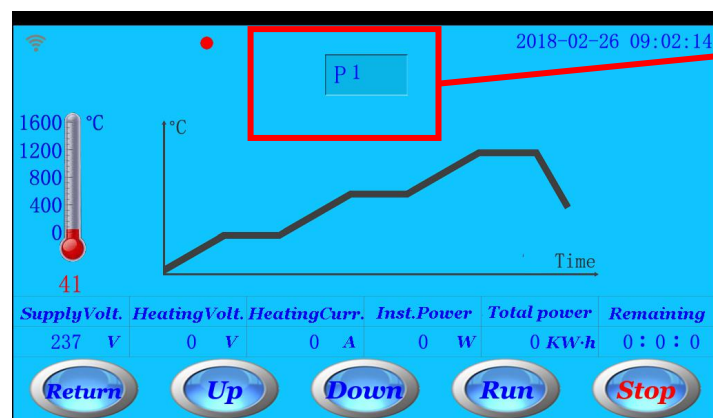 2018-02-26 09:02:14
P1
1600 °C
1200
800
400
0
41
°C
Time
SupplyVolt. HeatingVolt. HeatingCurr. Inst.Power Total power Remaining
237 V 0 V 0 A 0 W 0 KW·h 0:0:0
Return Up Down Run Stop